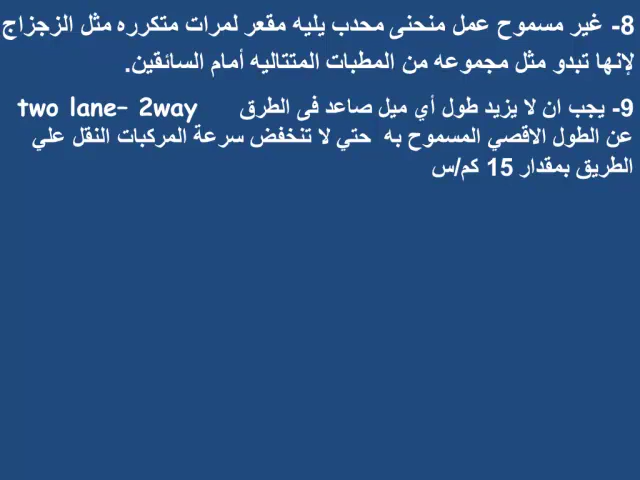 8- غير مسموح عمل منحنى محدب يليه مقعر لمرات متكرره مثل الزجزاج
لإنها تبدو مثل مجموعه من المطبات المتتاليه أمام السائقين.
9- يجب ان لا يزيد طول أي ميل صاعد فى الطرق two lane– 2way
عن الطول الاقصي المسموح به حتي لا تنخفض سرعة المركبات النقل علي
الطريق بمقدار 15 كم/س